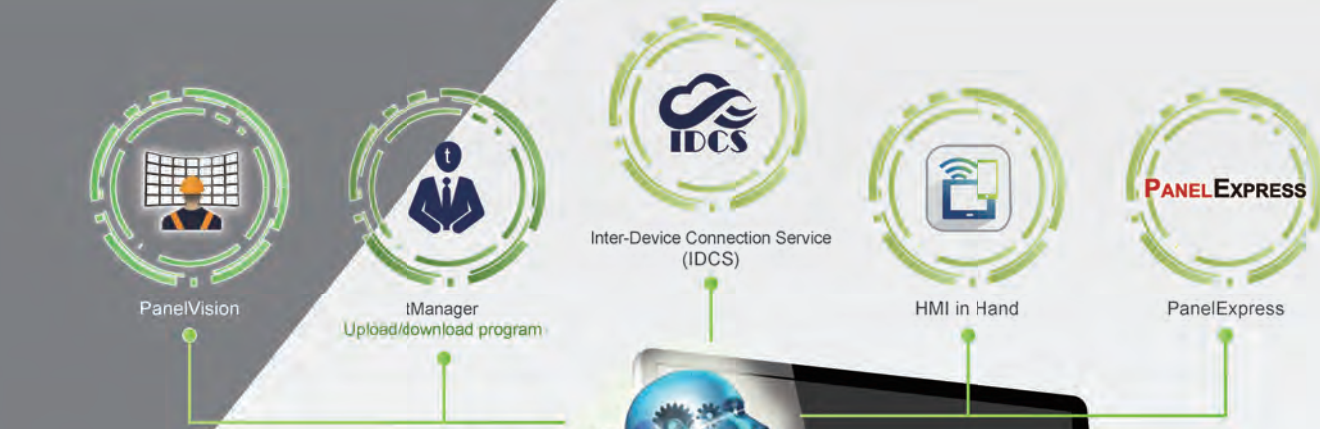 t
IDCS
PANELEXPRESS
Inter-Device Connection Service
(IDCS)
PanelVision
tManager
Upload/download program
HMI in Hand
PanelExpress